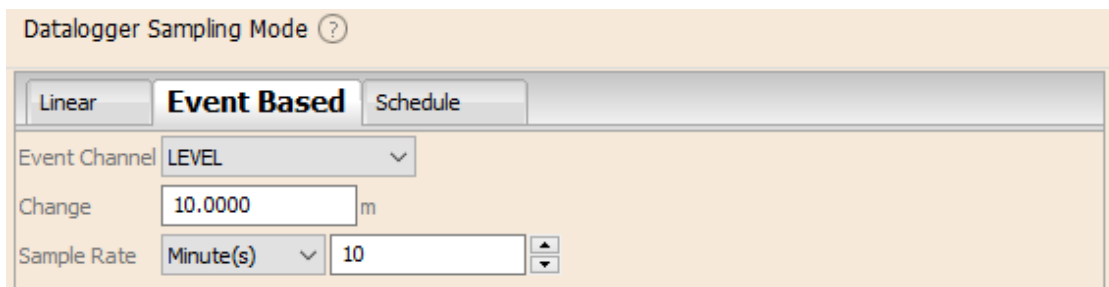 Datalogger Sampling Mode ?
Linear Event Based Schedule
Event Channel LEVEL
Change 10.0000 m
Sample Rate Minute(s) 10